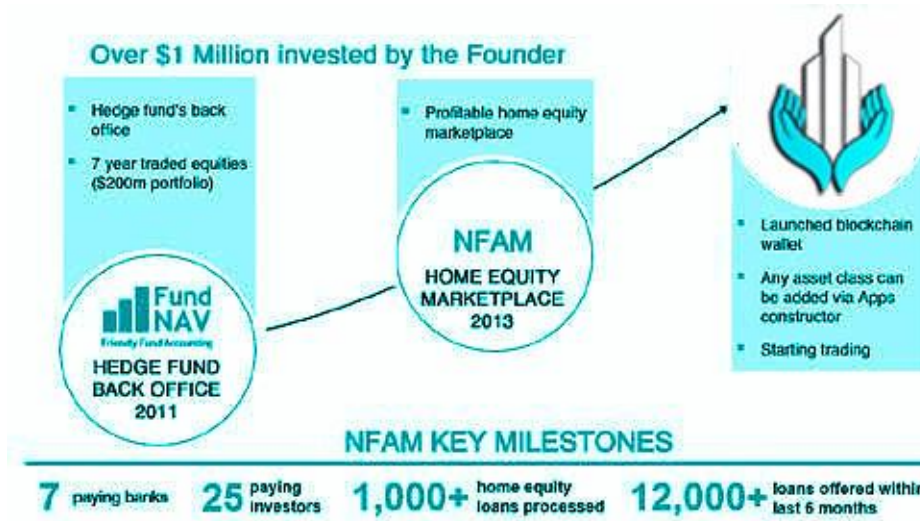 Over $1 Million invested by the Founder
Hedge fund's back
office
7 year traded equities
($200m portfolio)
Fund
NAV
Friendly Fund Accounting
HEDGE FUND
BACK OFFICE
2011
Profitable home equity
marketplace
NFAM
HOME EQUITY
MARKETPLACE
2013
Launched blockchain
wallet
Any asset class can
be added via Apps
constructor
Starting trading
NFAM KEY MILESTONES
7 paying banks
25 paying
investors
1,000+ home equity
loans processed
12,000+ loans offered within
last 6 months